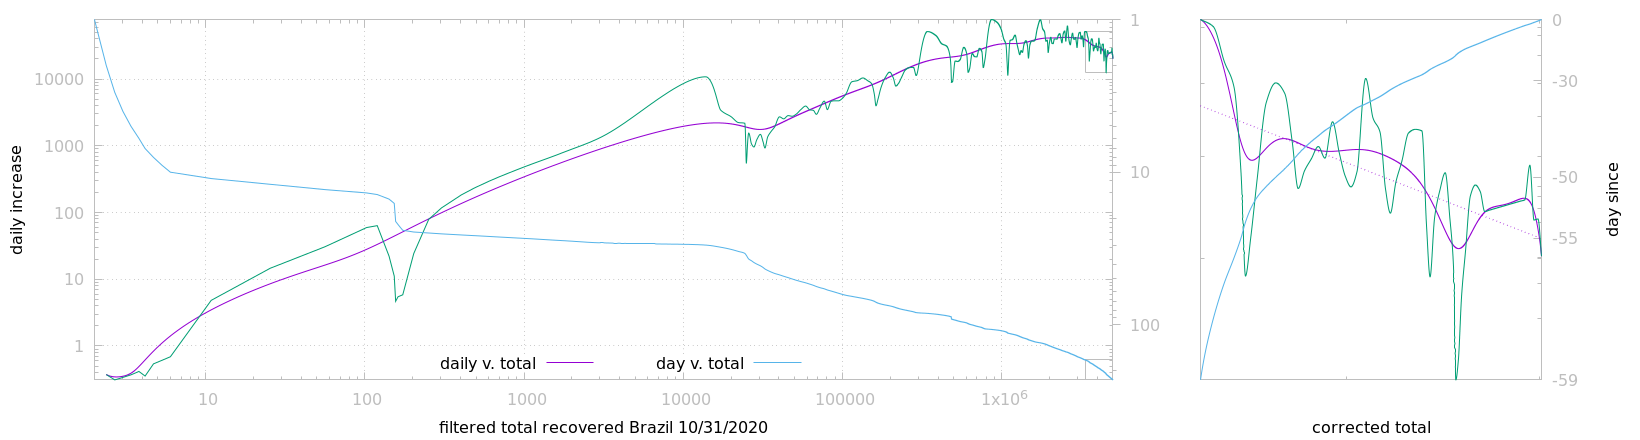 10000
1000
100
10
1
daily increase
10
100
1000
10000
100000
1x10⁶
filtered total recovered Brazil 10/31/2020
daily v. total
day v. total
1
10
100
0
-30
-50
-55
-59
day since
corrected total